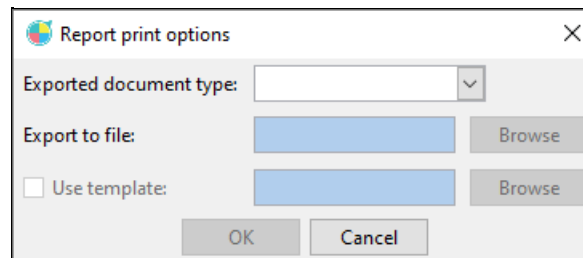 Report print options
Exported document type:
Export to file: Browse
Use template: Browse
OK Cancel